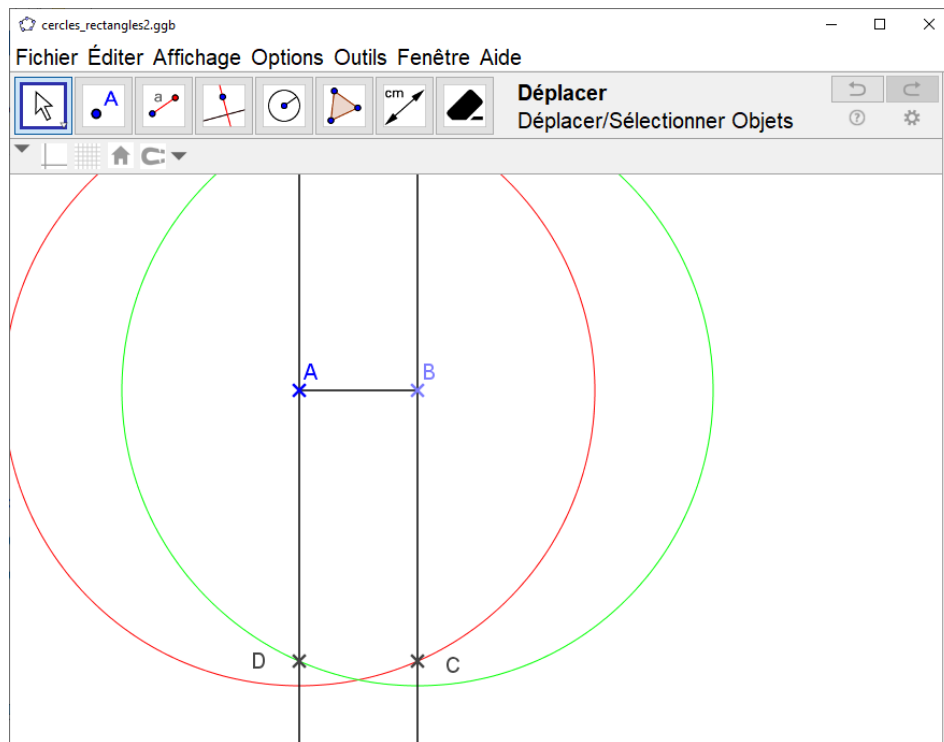 cercles_rectangles2.ggb
Fichier Éditer Affichage Options Outils Fenêtre Aide
A
a
cm
Déplacer
Déplacer/Sélectionner Objets
A
B
D
C